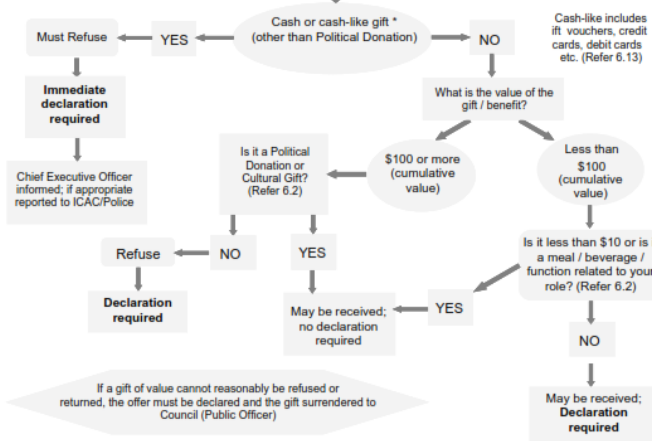 Cash or cash-like gift *
(other than Political Donation)
Must Refuse
YES
NO
Cash-like includes
ift vouchers, credit
cards, debit cards
etc. (Refer 6.13)
Immediate
declaration
required
What is the value of the
gift / benefit?
Chief Executive Officer
informed; if appropriate
reported to ICAC/Police
Is it a Political
Donation or
Cultural Gift?
(Refer 6.2)
$100 or more
(cumulative
value)
Less than
$100
(cumulative
value)
Refuse
NO
YES
Is it less than $10 or is i
a meal / beverage /
function related to your
role? (Refer 6.2)
Declaration
required
May be received;
no declaration
required
YES
NO
If a gift of value cannot reasonably be refused or
returned, the offer must be declared and the gift surrendered to
Council (Public Officer)
May be received;
Declaration
required